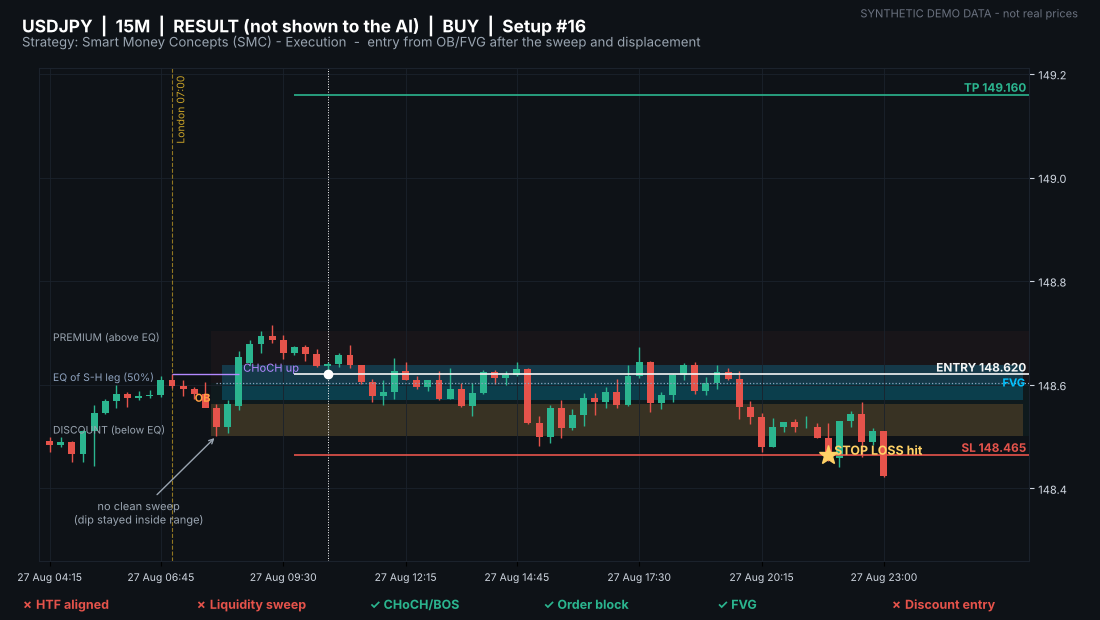 SYNTHETIC DEMO DATA - not real prices
USDJPY | 15M | RESULT (not shown to the AI) | BUY | Setup #16
Strategy: Smart Money Concepts (SMC) - Execution - entry from OB/FVG after the sweep and displacement
London 07:00
TP 149.160
149.2
149.0
148.8
PREMIUM (above EQ)
CHoCH up
ENTRY 148.620
EQ of S-H leg (50%)
FVG
148.6
OB
DISCOUNT (below EQ)
STOP LOSS hit
SL 148.465
148.4
no clean sweep
(dip stayed inside range)
27 Aug 04:15 27 Aug 06:45 27 Aug 09:30 27 Aug 12:15 27 Aug 14:45 27 Aug 17:30 27 Aug 20:15 27 Aug 23:00
× HTF aligned × Liquidity sweep ✓ CHoCH/BOS ✓ Order block ✓ FVG × Discount entry